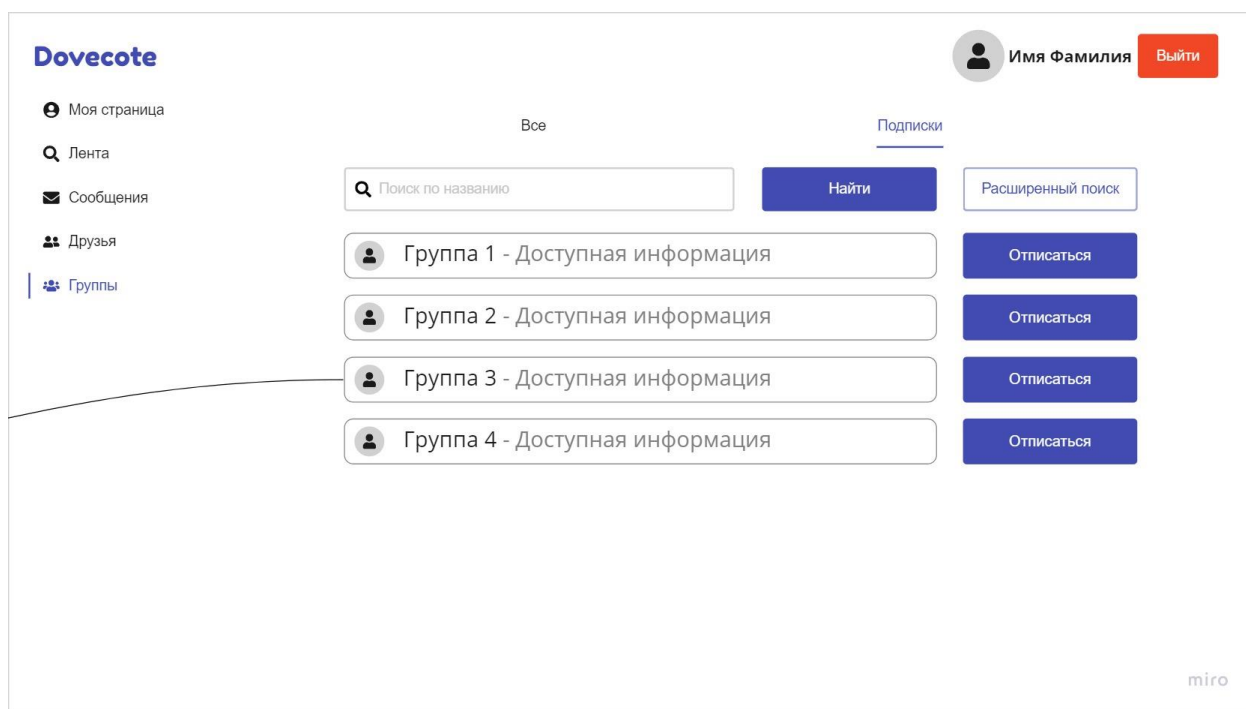 Dovecote
Имя Фамилия
Выйти
Моя страница
Лента
Сообщения
Друзья
Группы
Все
Подписки
Поиск по названию
Найти
Расширенный поиск
Группа 1 - Доступная информация
Отписаться
Группа 2 - Доступная информация
Отписаться
Группа 3 - Доступная информация
Отписаться
Группа 4 - Доступная информация
Отписаться
miro